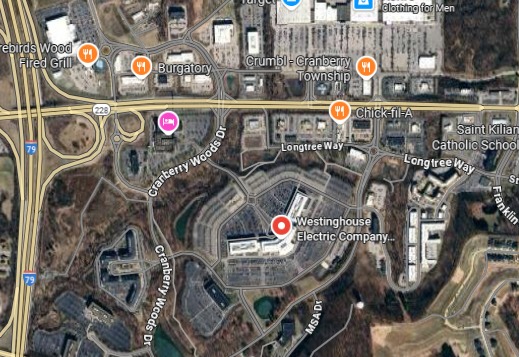 Target
Clothing for Men
rebirds Wood
Fired Grill
Burgatory
Crumbl - Cranberry
Township
228
Chick-fil-A
79
Cranberry Woods Dr
Longtree Way
Longtree Way
Saint Kilian
Catholic School
Franklin
Westinghouse
Electric Company...
Cranberry Woods Dr
79
MSA Dr